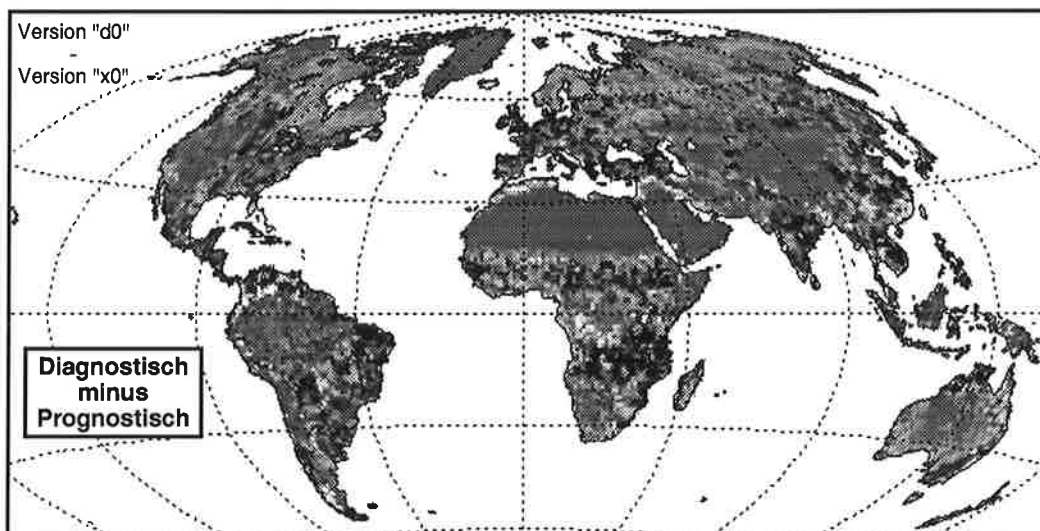 Version "d0"
-
Version "x0"
Diagnostisch
minus
Prognostisch